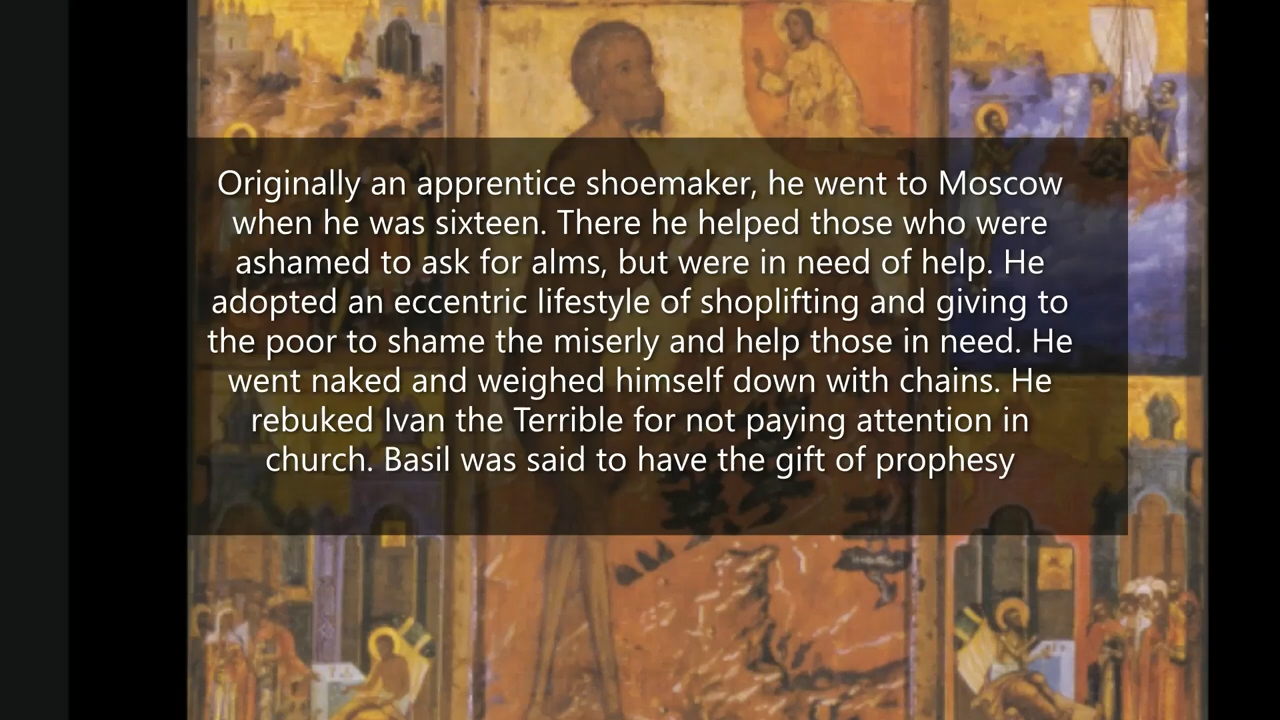 Originally an apprentice shoemaker, he went to Moscow
when he was sixteen. There he helped those who were
ashamed to ask for alms, but were in need of help. He
adopted an eccentric lifestyle of shoplifting and giving to
the poor to shame the miserly and help those in need. He
went naked and weighed himself down with chains. He
rebuked Ivan the Terrible for not paying attention in
church. Basil was said to have the gift of prophesy